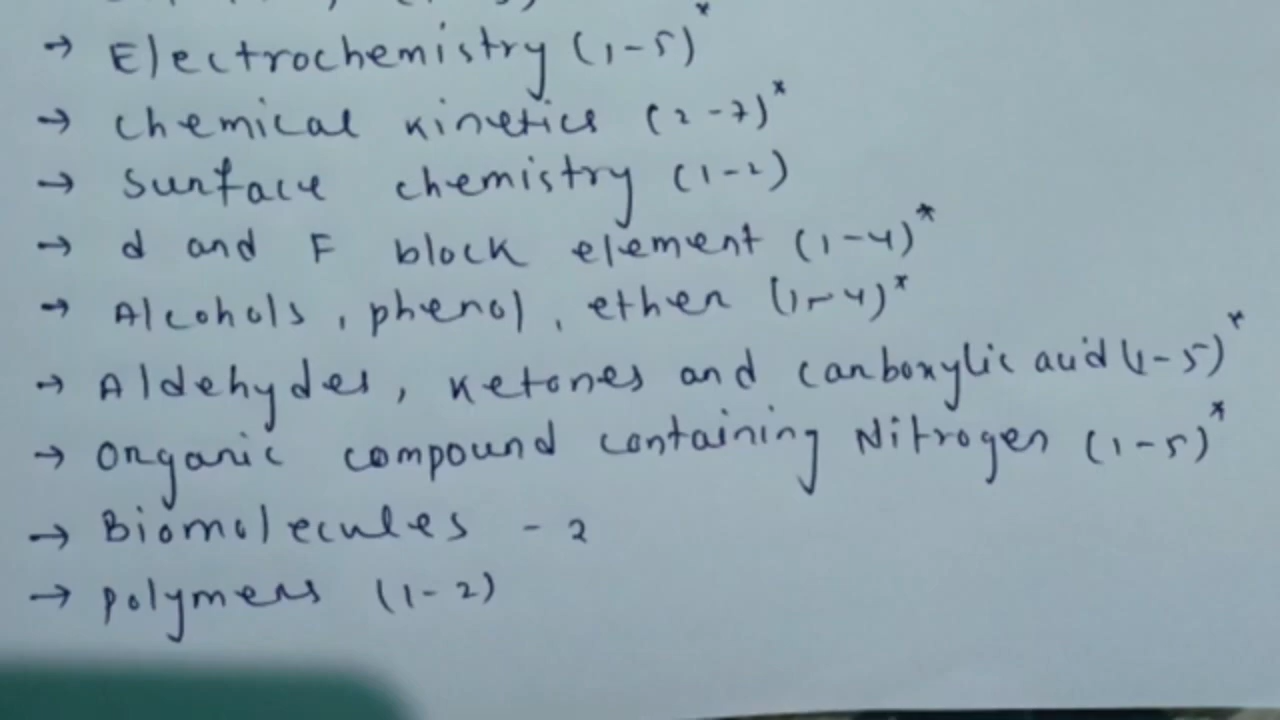 → Electrochemistry (1-5)*
→ chemical kinetics (2-7)*
→ surface chemistry (1-2)
→ d and F block element (1-4)*
→ Alcohols, phenol, ether (1-4)*
→ Aldehydes, ketones and carboxylic acid (1-5)*
→ organic compound containing Nitrogen (1-5)*
→ Biomolecules - 2
→ polymers (1-2)